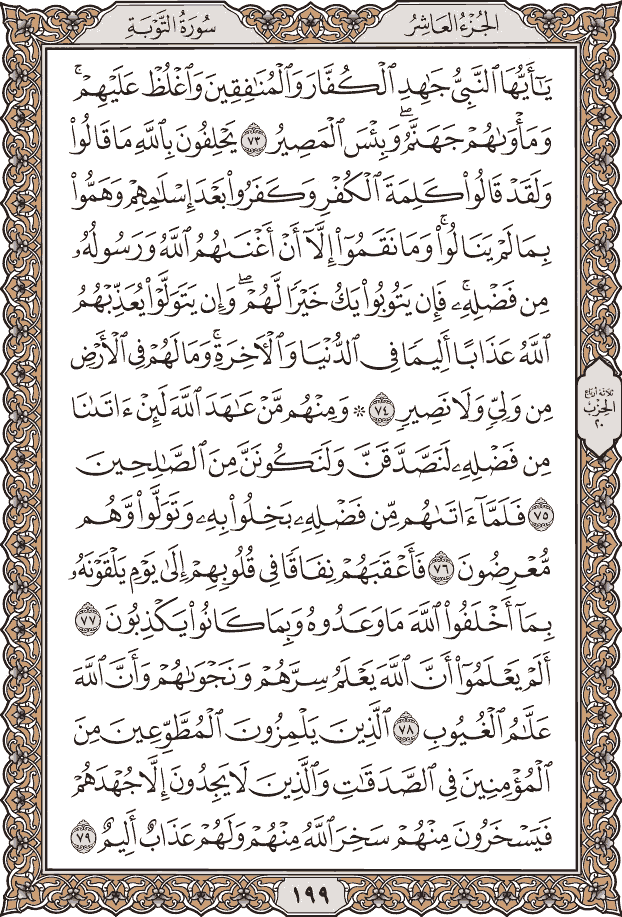 الجُزْءُ العَاشِرُ
سُورَةُ التَّوْبَةِ
يَٰٓأَيُّهَا ٱلنَّبِيُّ جَٰهِدِ ٱلۡكُفَّارَ وَٱلۡمُنَٰفِقِينَ وَٱغۡلُظۡ عَلَيۡهِمۡۚ
وَمَأۡوَىٰهُمۡ جَهَنَّمُۖ وَبِئۡسَ ٱلۡمَصِيرُ ٧٣ يَحۡلِفُونَ بِٱللَّهِ مَا قَالُواْ
وَلَقَدۡ قَالُواْ كَلِمَةَ ٱلۡكُفۡرِ وَكَفَرُواْ بَعۡدَ إِسۡلَٰمِهِمۡ وَهَمُّواْ
بِمَا لَمۡ يَنَالُواْۚ وَمَا نَقَمُوٓاْ إِلَّآ أَنۡ أَغۡنَىٰهُمُ ٱللَّهُ وَرَسُولُهُۥ
مِن فَضۡلِهِۦۚ فَإِن يَتُوبُواْ يَكُ خَيۡرٗا لَّهُمۡۖ وَإِن يَتَوَلَّوۡاْ يُعَذِّبۡهُمُ
ٱللَّهُ عَذَابًا أَلِيمٗا فِي ٱلدُّنۡيَا وَٱلۡأٓخِرَةِۚ وَمَا لَهُمۡ فِي ٱلۡأَرۡضِ
مِن وَلِيّٖ وَلَا نَصِيرٖ ٧٤ ۞ وَمِنۡهُم مَّنۡ عَٰهَدَ ٱللَّهَ لَئِنۡ ءَاتَىٰنَا
مِن فَضۡلِهِۦ لَنَصَّدَّقَنَّ وَلَنَكُونَنَّ مِنَ ٱلصَّٰلِحِينَ
٧٥ فَلَمَّآ ءَاتَىٰهُم مِّن فَضۡلِهِۦ بَخِلُواْ بِهِۦ وَتَوَلَّواْ وَّهُم
مُّعۡرِضُونَ ٧٦ فَأَعۡقَبَهُمۡ نِفَاقٗا فِي قُلُوبِهِمۡ إِلَىٰ يَوۡمِ يَلۡقَوۡنَهُۥ
بِمَآ أَخۡلَفُواْ ٱللَّهَ مَا وَعَدُوهُ وَبِمَا كَانُواْ يَكۡذِبُونَ ٧٧
أَلَمۡ يَعۡلَمُوٓاْ أَنَّ ٱللَّهَ يَعۡلَمُ سِرَّهُمۡ وَنَجۡوَىٰهُمۡ وَأَنَّ ٱللَّهَ
عَلَّٰمُ ٱلۡغُيُوبِ ٧٨ ٱلَّذِينَ يَلۡمِزُونَ ٱلۡمُطَّوِّعِينَ مِنَ
ٱلۡمُؤۡمِنِينَ فِي ٱلصَّدَقَٰتِ وَٱلَّذِينَ لَا يَجِدُونَ إِلَّا جُهۡدَهُمۡ
فَيَسۡخَرُونَ مِنۡهُمۡ سَخِرَ ٱللَّهُ مِنۡهُمۡ وَلَهُمۡ عَذَابٌ أَلِيمٌ ٧٩
ثلاثة أرباع
الحزب
٢٠
١٩٩